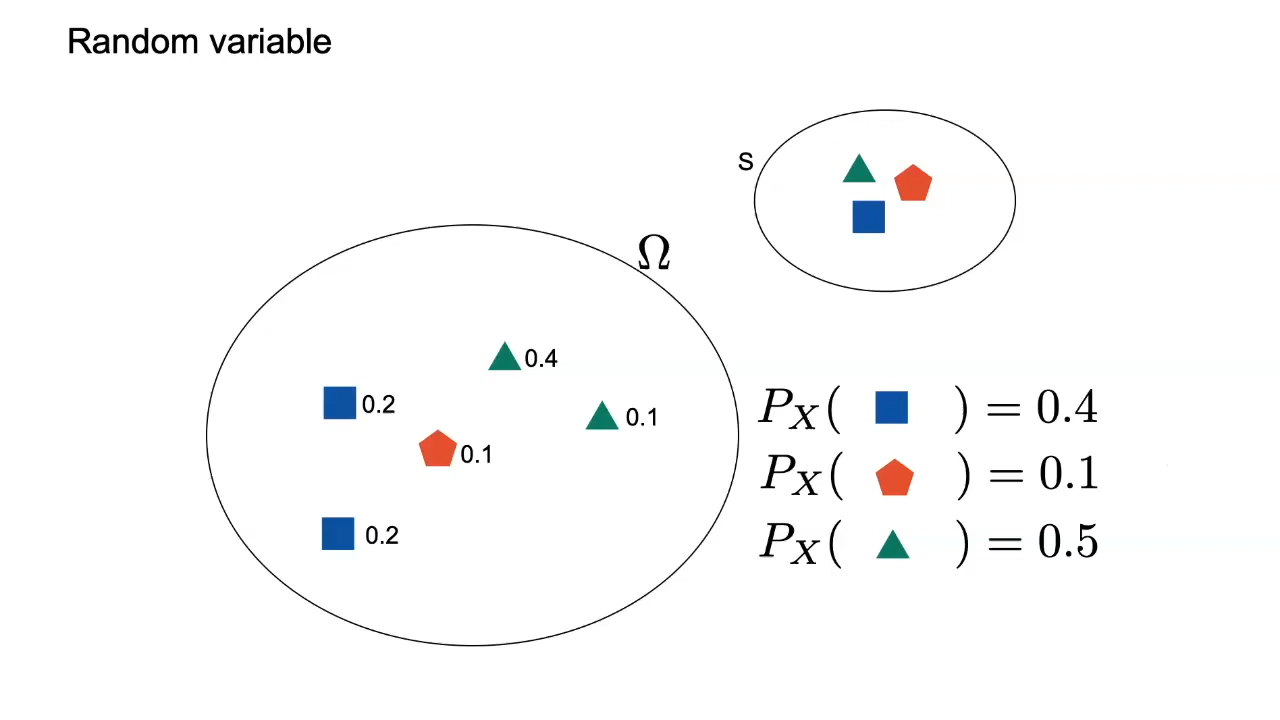 Random variable
S
Ω
0.4
0.2
0.1
0.1
0.2
P_X( ) = 0.4
P_X( ) = 0.1
P_X( ) = 0.5